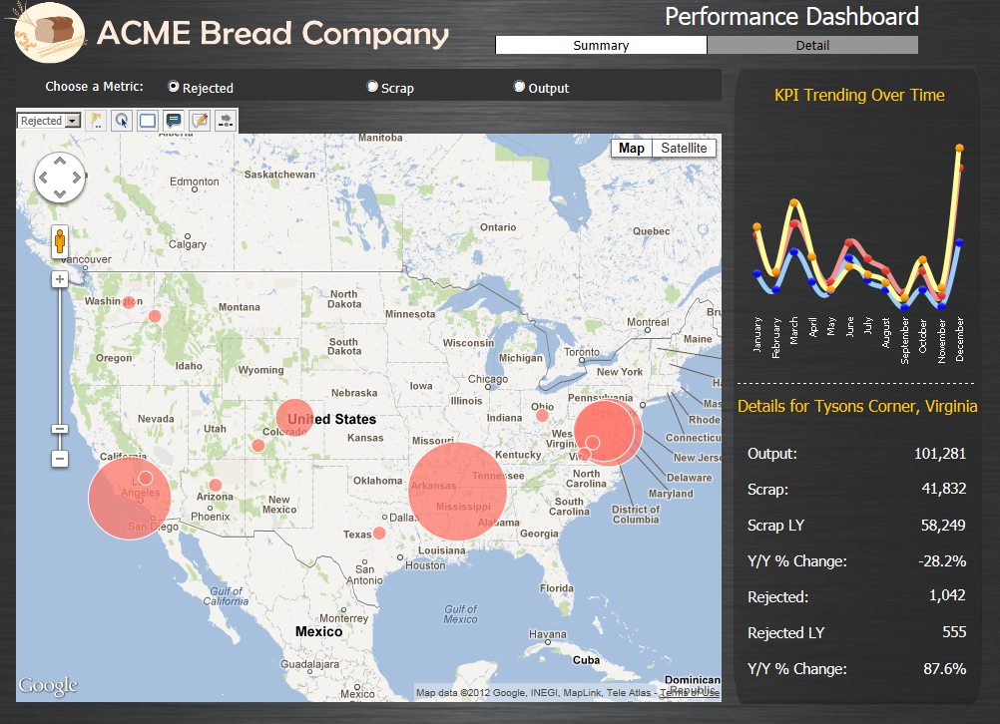 ACME Bread Company
Performance Dashboard
Summary
Detail
Choose a Metric:
Rejected
Scrap
Output
KPI Trending Over Time
Rejected
Alberta
Manitoba
Map
Satellite
Edmonton
Saskatchewan
Ontario
Quebec
Calgary
Vancouver
Washington
Montana
North
Dakota
Minnesota
Montreal
Maine
Oregon
Idaho
South
Dakota
Wisconsin
Michigan
Toronto
Wyoming
New York
Chicago
Iowa
Nebraska
Illinois
Indiana
Ohio
Pennsylvania
Nevada
Utah
Colorado
United States
Kansas
Missouri
Kentucky
West
Virginia
Connecticut
New Jersey
Delaware
Maryland
District of
Columbia
California
Los
Angeles
San Diego
Arizona
Phoenix
New
Mexico
Oklahoma
Arkansas
Tennessee
Mississippi
North
Carolina
South
Carolina
Alabama
Georgia
Dallas
Texas
Louisiana
Houston
San
Antonio
Florida
Gulf of
California
Gulf of
Mexico
Monterrey
Mexico
Havana
Cuba
Guadalajara
Mexico
Dominican
Republic
Google
Map data ©2012 Google, INEGI, MapLink, Tele Atlas - Terms of Use
January
February
March
April
May
June
July
August
September
October
November
December
Details for Tysons Corner, Virginia
Output: 101,281
Scrap: 41,832
Scrap LY 58,249
Y/Y % Change: -28.2%
Rejected: 1,042
Rejected LY 555
Y/Y % Change: 87.6%